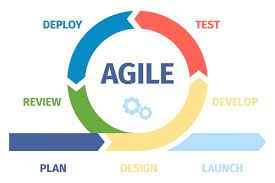 DEPLOY TEST
AGILE
REVIEW DEVELOP
PLAN DESIGN LAUNCH